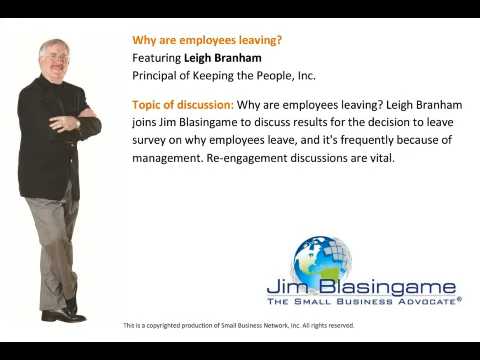 Why are employees leaving?
Featuring Leigh Branham
Principal of Keeping the People, Inc.
Topic of discussion: Why are employees leaving? Leigh Branham
joins Jim Blasingame to discuss results for the decision to leave
survey on why employees leave, and it's frequently because of
management. Re-engagement discussions are vital.
Jim Blasingame
The Small Business Advocate®
This is a copyrighted production of Small Business Network, Inc. All rights reserved.